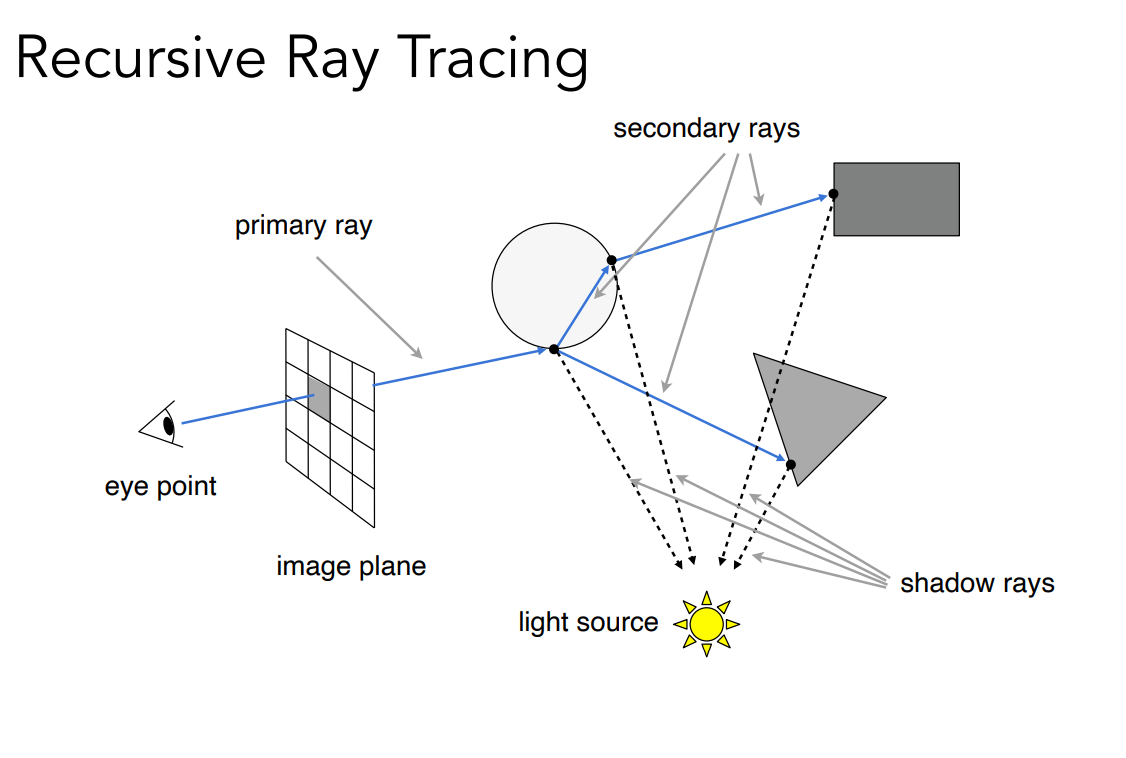 Recursive Ray Tracing
secondary rays
primary ray
eye point
image plane
shadow rays
light source